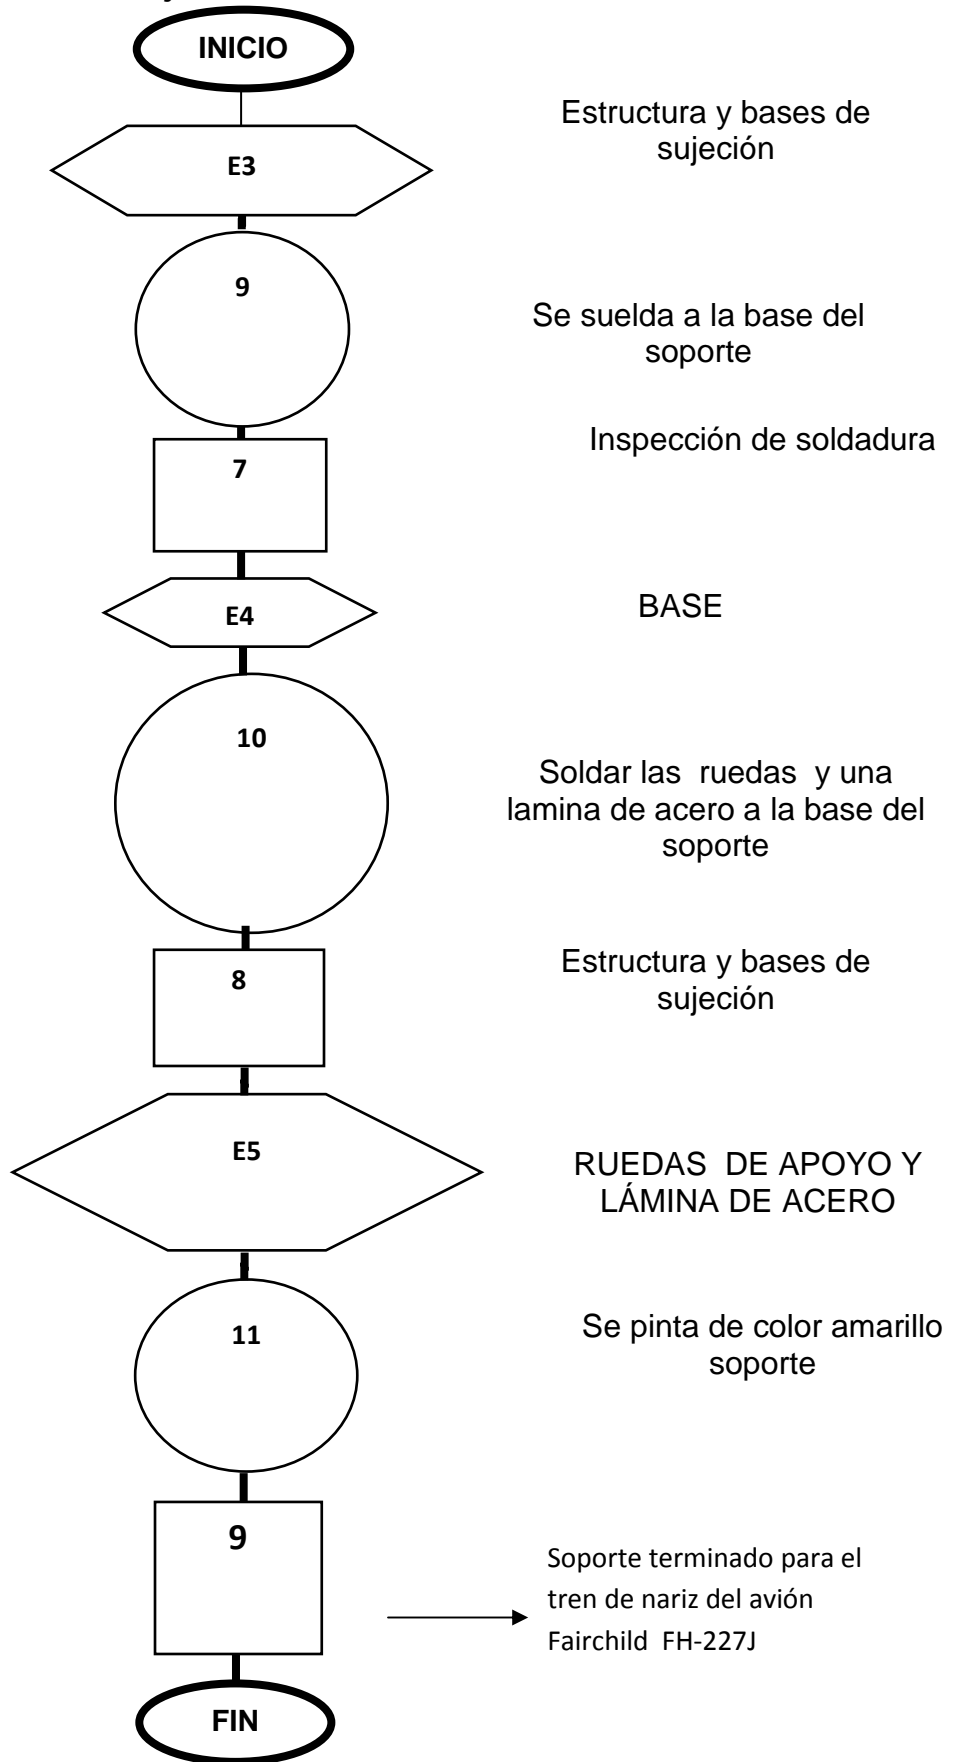 INICIO
Estructura y bases de
sujeción
E3
9
Se suelda a la base del
soporte
Inspección de soldadura
7
BASE
E4
10
Soldar las ruedas y una
lamina de acero a la base del
soporte
Estructura y bases de
sujeción
8
E5
RUEDAS DE APOYO Y
LÁMINA DE ACERO
11
Se pinta de color amarillo
soporte
9
Soporte terminado para el
tren de nariz del avión
Fairchild FH-227J
FIN